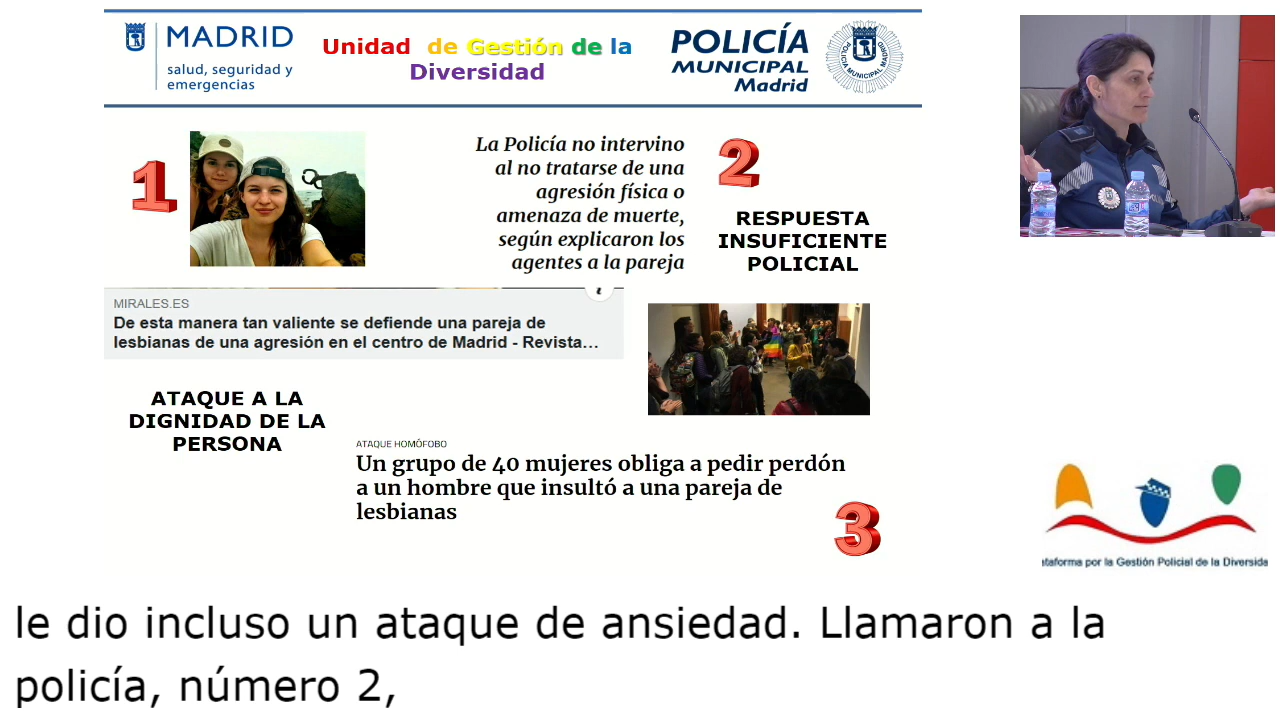 MADRID
salud, seguridad y
emergencias
Unidad de Gestión de la
Diversidad
POLICÍA
MUNICIPAL
Madrid
POLICÍA MUNICIPAL
MADRID
1
La Policía no intervino
al no tratarse de una
agresión física o
amenaza de muerte,
según explicaron los
agentes a la pareja
2
RESPUESTA
INSUFICIENTE
POLICIAL
MIRALES.ES
De esta manera tan valiente se defiende una pareja de
lesbianas de una agresión en el centro de Madrid - Revista...
ATAQUE A LA
DIGNIDAD DE LA
PERSONA
ATAQUE HOMÓFOBO
Un grupo de 40 mujeres obliga a pedir perdón
a un hombre que insultó a una pareja de
lesbianas
3
ataforma por la Gestión Policial de la Diversida
le dio incluso un ataque de ansiedad. Llamaron a la
policía, número 2,